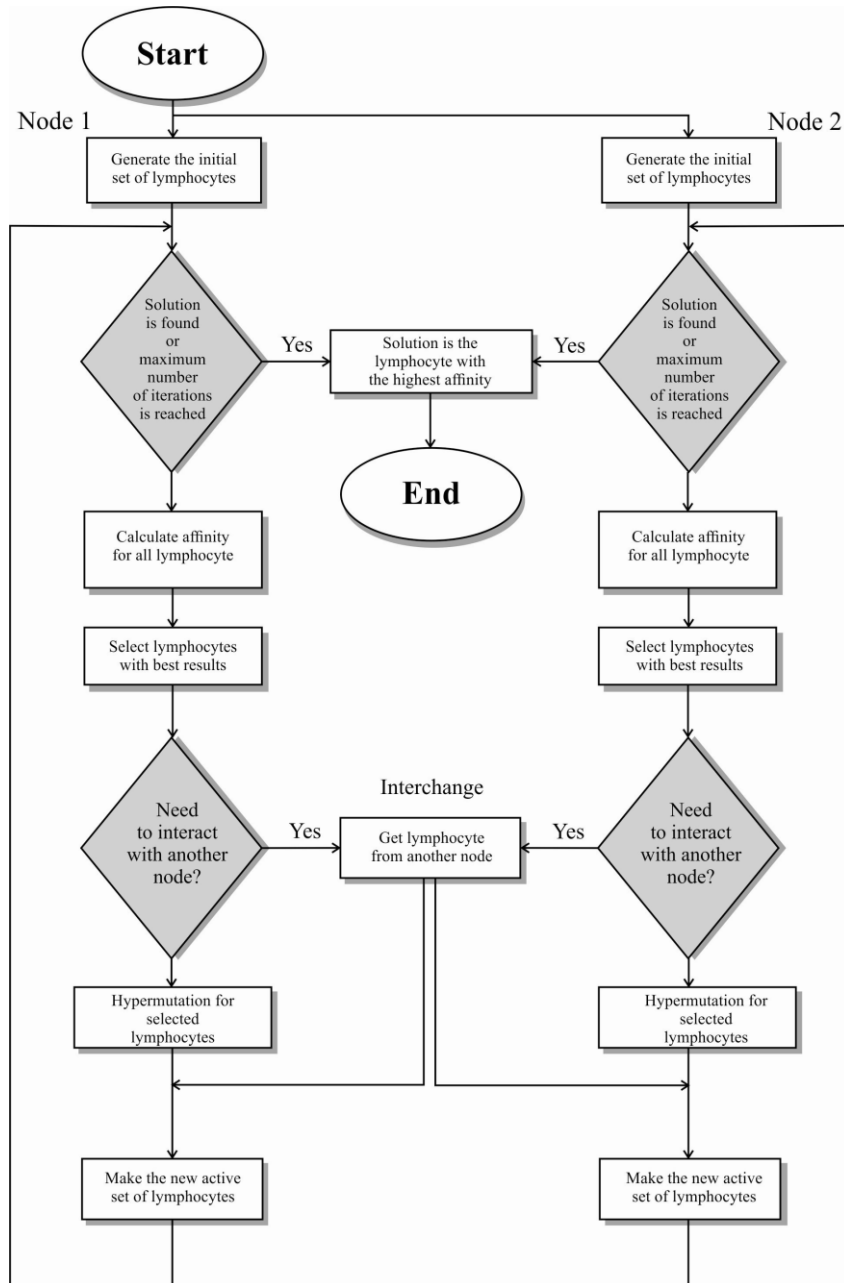 Start
Node 1
Node 2
Generate the initial
set of lymphocytes
Generate the initial
set of lymphocytes
Solution
is found
or
maximum
number
of iterations
is reached
Yes
Solution is the
lymphocyte with
the highest affinity
Yes
Solution
is found
or
maximum
number
of iterations
is reached
End
Calculate affinity
for all lymphocyte
Calculate affinity
for all lymphocyte
Select lymphocytes
with best results
Select lymphocytes
with best results
Need
to interact
with another
node?
Yes
Interchange
Get lymphocyte
from another node
Yes
Need
to interact
with another
node?
Hypermutation for
selected
lymphocytes
Hypermutation for
selected
lymphocytes
Make the new active
set of lymphocytes
Make the new active
set of lymphocytes